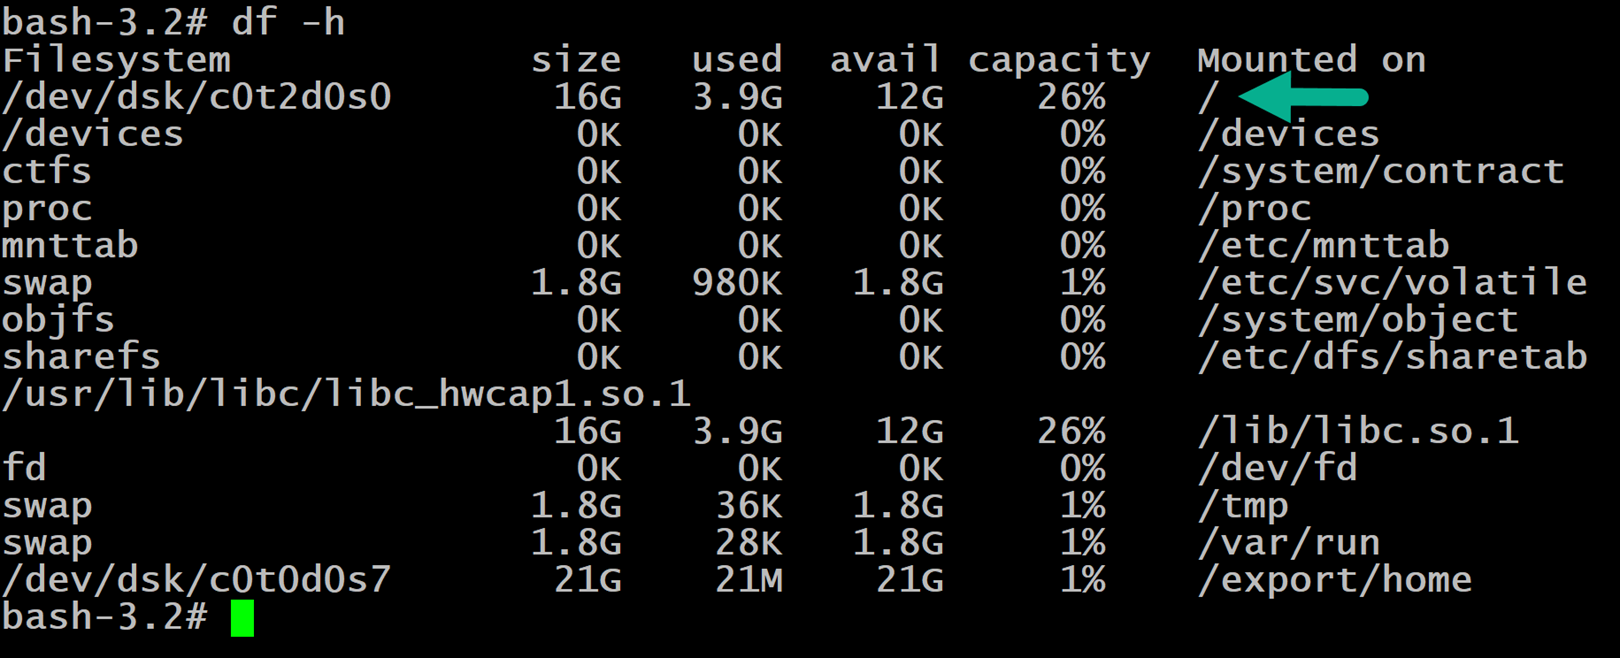 bash-3.2# df -h
Filesystem size used avail capacity Mounted on
/dev/dsk/c0t2d0s0 16G 3.9G 12G 26% /
/devices 0K 0K 0K 0% /devices
ctfs 0K 0K 0K 0% /system/contract
proc 0K 0K 0K 0% /proc
mnttab 0K 0K 0K 0% /etc/mnttab
swap 1.8G 980K 1.8G 1% /etc/svc/volatile
objfs 0K 0K 0K 0% /system/object
sharefs 0K 0K 0K 0% /etc/dfs/sharetab
/usr/lib/libc/libc_hwcap1.so.1
16G 3.9G 12G 26% /lib/libc.so.1
fd 0K 0K 0K 0% /dev/fd
swap 1.8G 36K 1.8G 1% /tmp
swap 1.8G 28K 1.8G 1% /var/run
/dev/dsk/c0t0d0s7 21G 21M 21G 1% /export/home
bash-3.2#